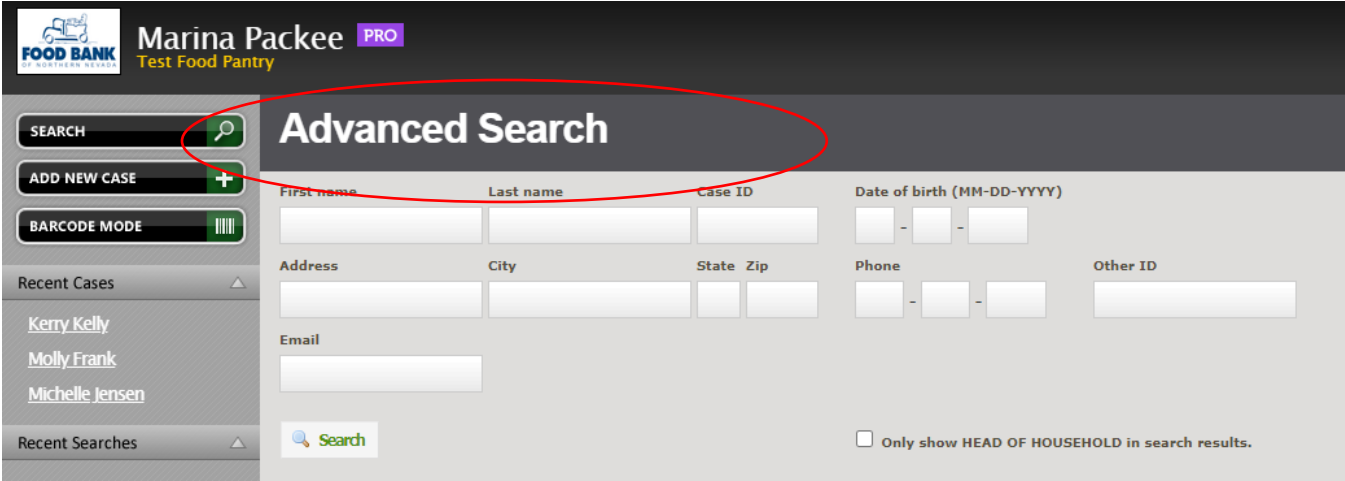 FOOD BANK
OF NORTHERN NEVADA
Marina Packee PRO
Test Food Pantry
SEARCH
ADD NEW CASE
BARCODE MODE
Recent Cases
Kerry Kelly
Molly Frank
Michelle Jensen
Recent Searches
Advanced Search
First name Last name Case ID Date of birth (MM-DD-YYYY)
- -
Address City State Zip Phone Other ID
- -
Email
Search Only show HEAD OF HOUSEHOLD in search results.